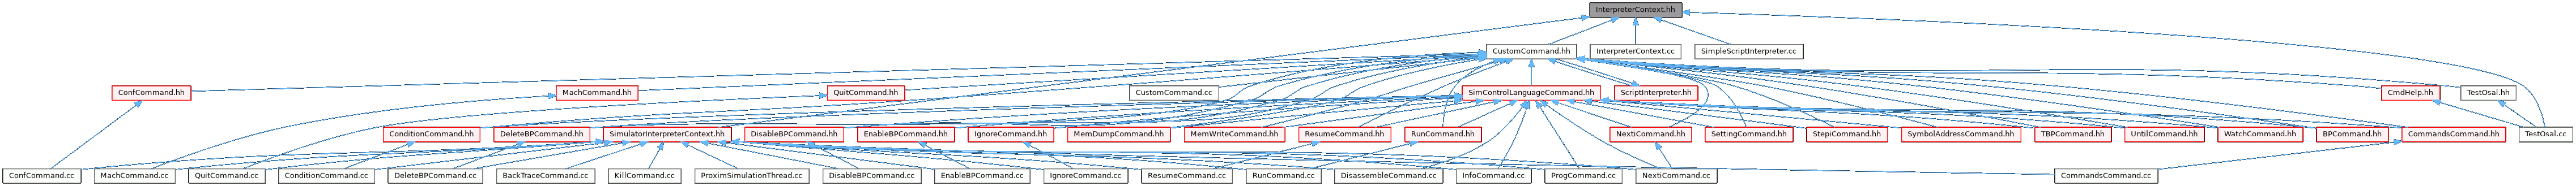 InterpreterContext.hh
CustomCommand.hh
InterpreterContext.cc
SimpleScriptInterpreter.cc
ConfCommand.hh
MachCommand.hh
QuitCommand.hh
CustomCommand.cc
SimControlLanguageCommand.hh
ScriptInterpreter.hh
CmdHelp.hh
TestOsal.hh
ConditionCommand.hh
DeleteBPCommand.hh
SimulatorInterpreterContext.hh
DisableBPCommand.hh
EnableBPCommand.hh
IgnoreCommand.hh
MemDumpCommand.hh
MemWriteCommand.hh
ResumeCommand.hh
RunCommand.hh
NextiCommand.hh
SettingCommand.hh
StepiCommand.hh
SymbolAddressCommand.hh
TBPCommand.hh
UntilCommand.hh
WatchCommand.hh
BPCommand.hh
CommandsCommand.hh
TestOsal.cc
ConfCommand.cc
MachCommand.cc
QuitCommand.cc
ConditionCommand.cc
DeleteBPCommand.cc
BackTraceCommand.cc
KillCommand.cc
ProximSimulationThread.cc
DisableBPCommand.cc
EnableBPCommand.cc
IgnoreCommand.cc
ResumeCommand.cc
RunCommand.cc
DisassembleCommand.cc
InfoCommand.cc
ProgCommand.cc
NextiCommand.cc
CommandsCommand.cc